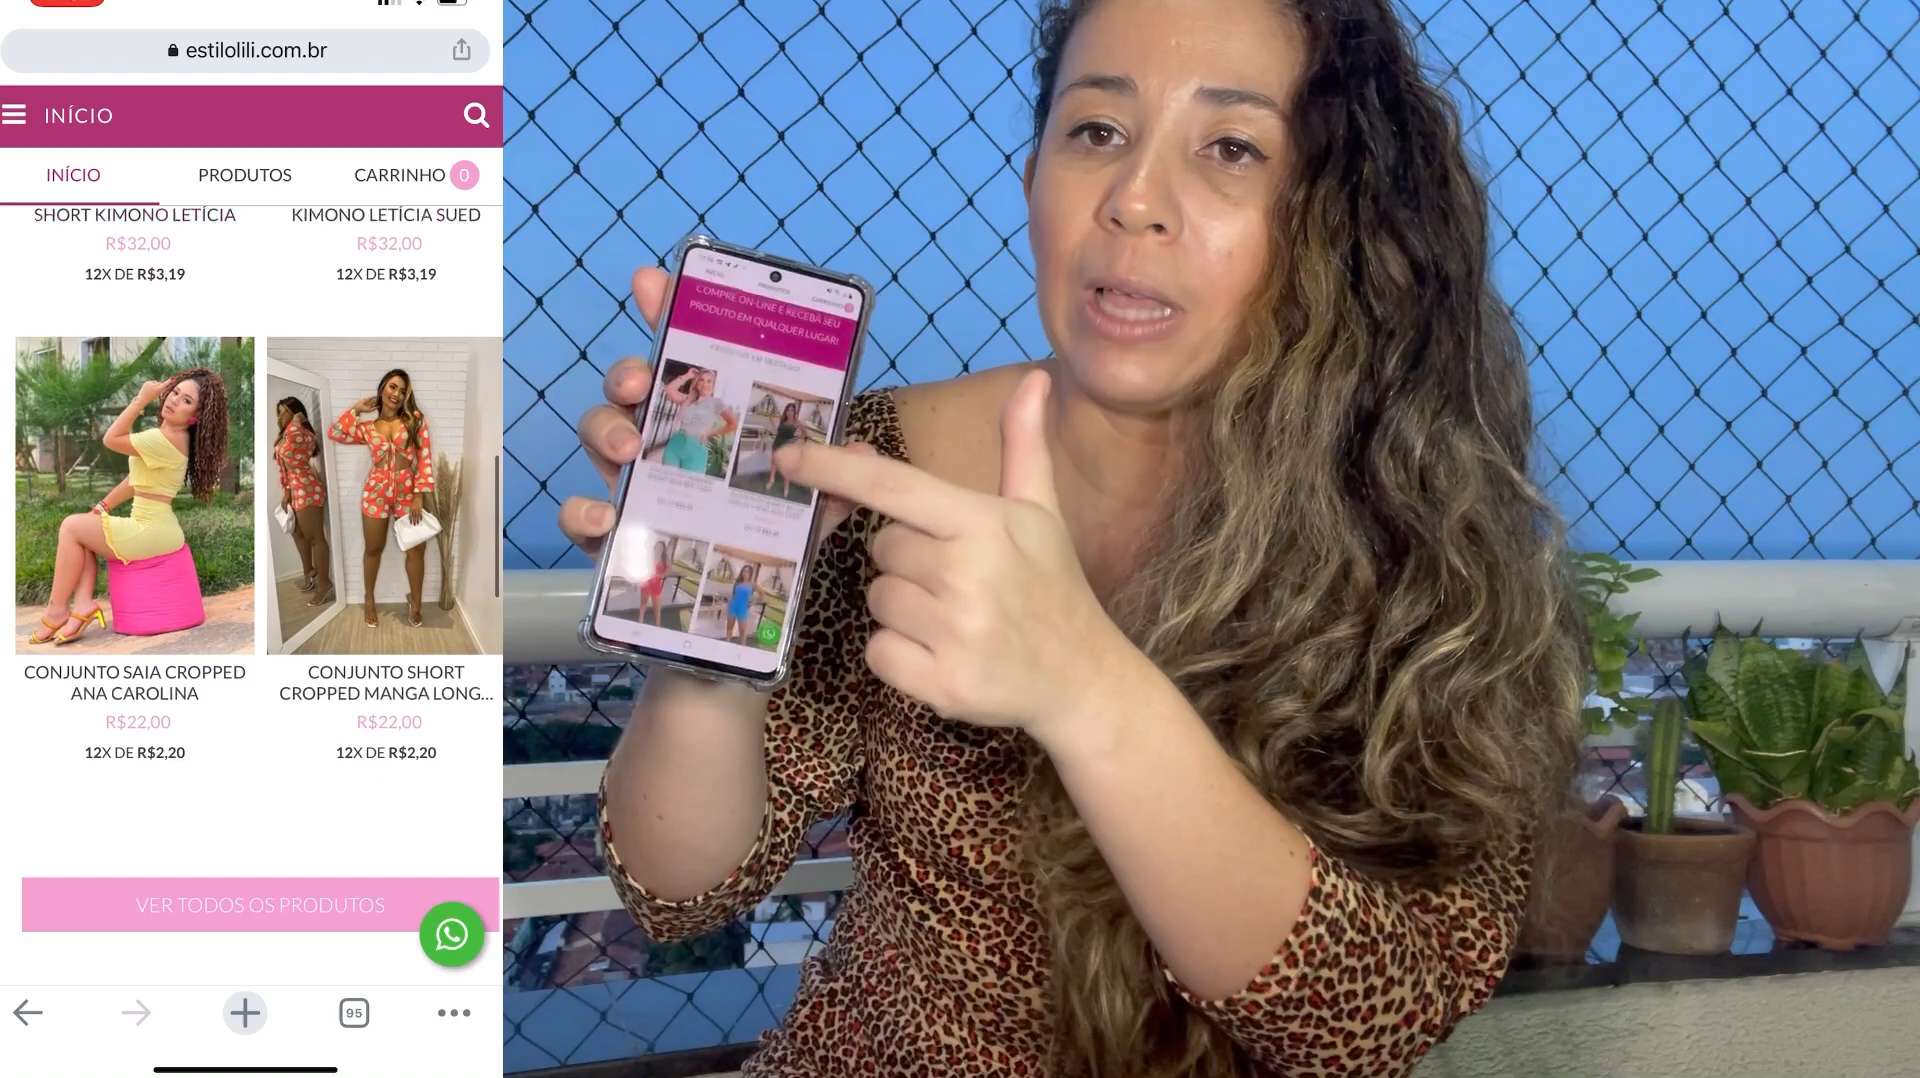 estilolili.com.br
INÍCIO
INÍCIO
PRODUTOS
CARRINHO 0
SHORT KIMONO LETÍCIA
R$32,00
12X DE R$3,19
KIMONO LETÍCIA SUED
R$32,00
12X DE R$3,19
CONJUNTO SAIA CROPPED
ANA CAROLINA
R$22,00
12X DE R$2,20
CONJUNTO SHORT
CROPPED MANGA LONG...
R$22,00
12X DE R$2,20
VER TODOS OS PRODUTOS
95
INÍCIO
PRODUTOS
CARRINHO
COMPRE ON-LINE E RECEBA SEU
PRODUTO EM QUALQUER LUGAR!